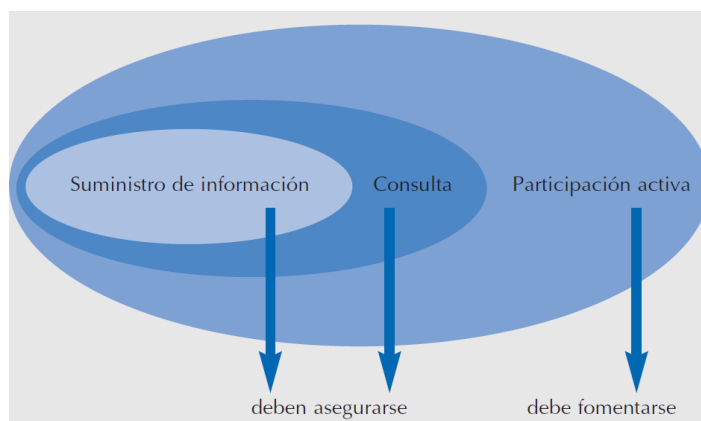 Suministro de información
Consulta
Participación activa
deben asegurarse
debe fomentarse